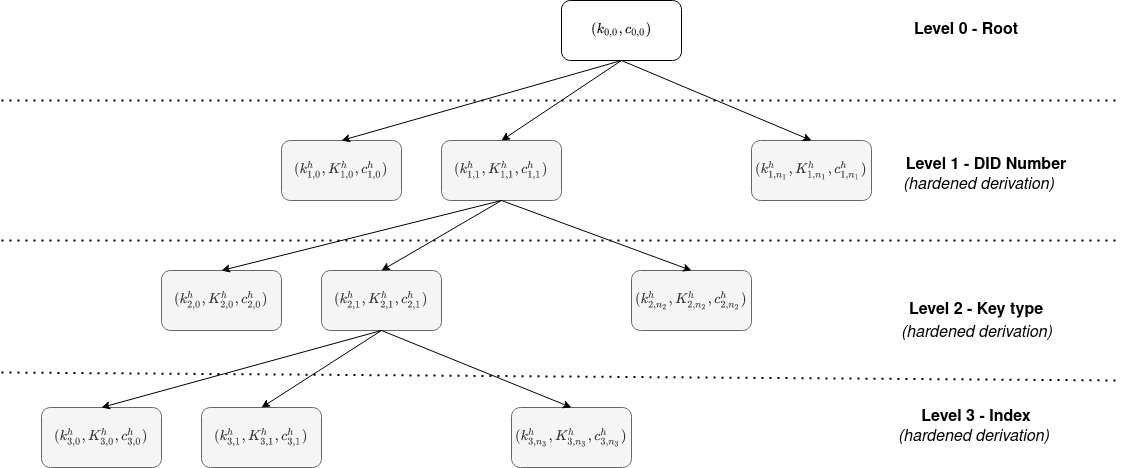 (k_{0,0}, c_{0,0})
Level 0 - Root
(k^h_{1,0}, K^h_{1,0}, c^h_{1,0})
(k^h_{1,1}, K^h_{1,1}, c^h_{1,1})
(k^h_{1,n_1}, K^h_{1,n_1}, c^h_{1,n_1})
Level 1 - DID Number
(hardened derivation)
(k^h_{2,0}, K^h_{2,0}, c^h_{2,0})
(k^h_{2,1}, K^h_{2,1}, c^h_{2,1})
(k^h_{2,n_2}, K^h_{2,n_2}, c^h_{2,n_2})
Level 2 - Key type
(hardened derivation)
(k^h_{3,0}, K^h_{3,0}, c^h_{3,0})
(k^h_{3,1}, K^h_{3,1}, c^h_{3,1})
(k^h_{3,n_3}, K^h_{3,n_3}, c^h_{3,n_3})
Level 3 - Index
(hardened derivation)